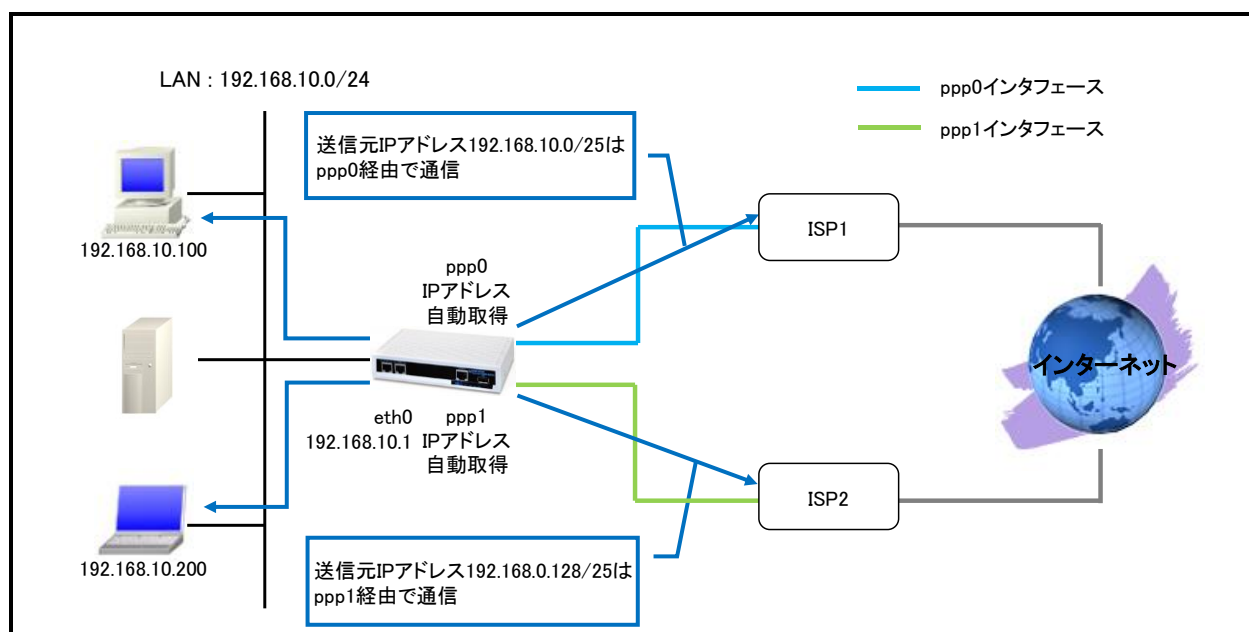 LAN : 192.168.10.0/24
ppp0インタフェース
ppp1インタフェース
送信元IPアドレス192.168.10.0/25は
ppp0経由で通信
ISP1
192.168.10.100
ppp0
IPアドレス
自動取得
インターネット
eth0
192.168.10.1
ppp1
IPアドレス
自動取得
ISP2
192.168.10.200
送信元IPアドレス192.168.0.128/25は
ppp1経由で通信